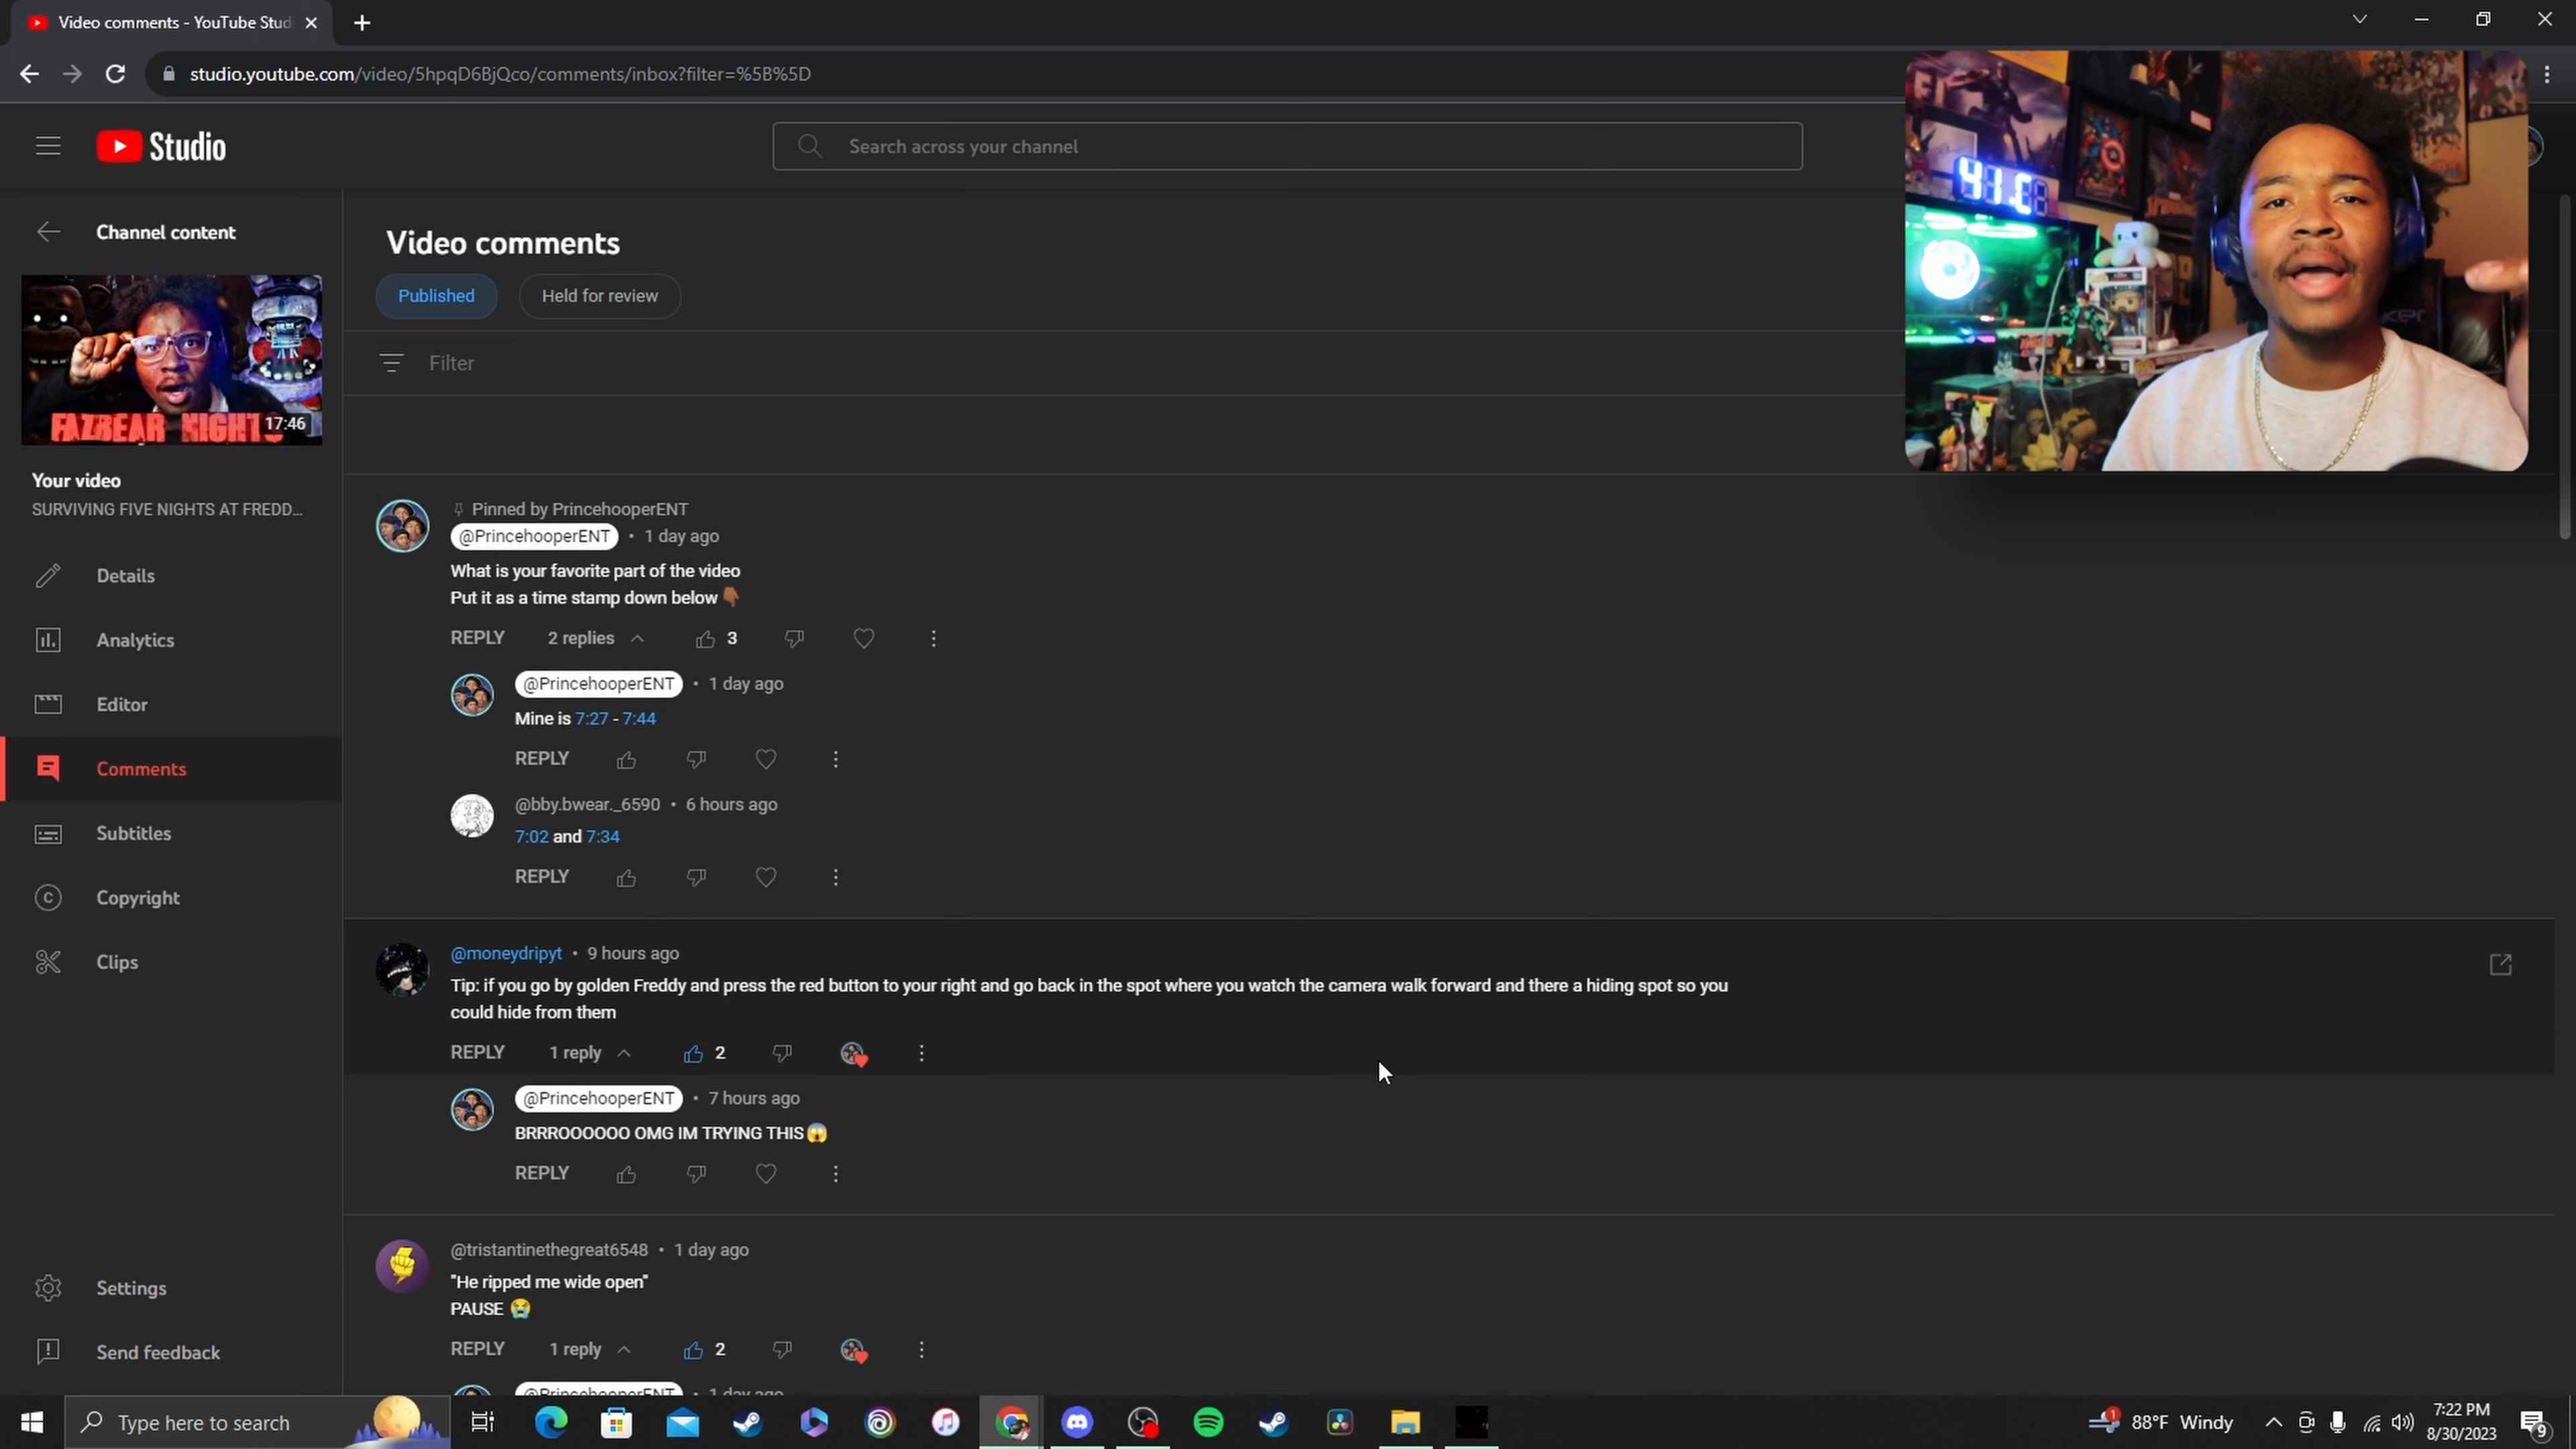 Video comments - YouTube Stud
studio.youtube.com/video/5hpqD6BjQco/comments/inbox?filter=%5B%5D
Studio
Search across your channel
Channel content
FAZBEAR NIGHTS
17:46
Your video
SURVIVING FIVE NIGHTS AT FREDD...
Details
Analytics
Editor
Comments
Subtitles
Copyright
Clips
Settings
Send feedback
Video comments
Published
Held for review
Filter
41.C
Pinned by PrincehooperENT
@PrincehooperENT • 1 day ago
What is your favorite part of the video
Put it as a time stamp down below👇🏾
REPLY 2 replies 3
@PrincehooperENT • 1 day ago
Mine is 7:27 - 7:44
REPLY
@bby.bwear._6590 • 6 hours ago
7:02 and 7:34
REPLY
@moneydripyt • 9 hours ago
Tip: if you go by golden Freddy and press the red button to your right and go back in the spot where you watch the camera walk forward and there a hiding spot so you
could hide from them
REPLY 1 reply 2
@PrincehooperENT • 7 hours ago
BRRROOOOOO OMG IM TRYING THIS😱
REPLY
@tristantinethegreat6548 • 1 day ago
"He ripped me wide open"
PAUSE 😭
REPLY 1 reply 2
@PrincehooperENT • 1 day ago
Type here to search
88°F Windy
7:22 PM
8/30/2023
9